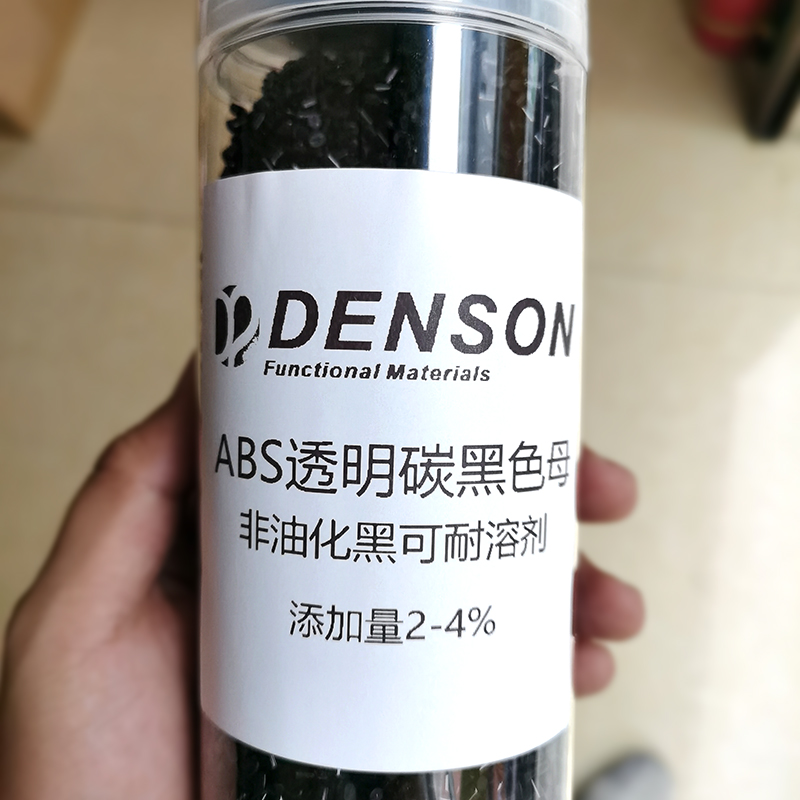 DENSON
Functional Materials
ABS透明碳黑色母
非油化黑可耐溶剂
添加量2-4%